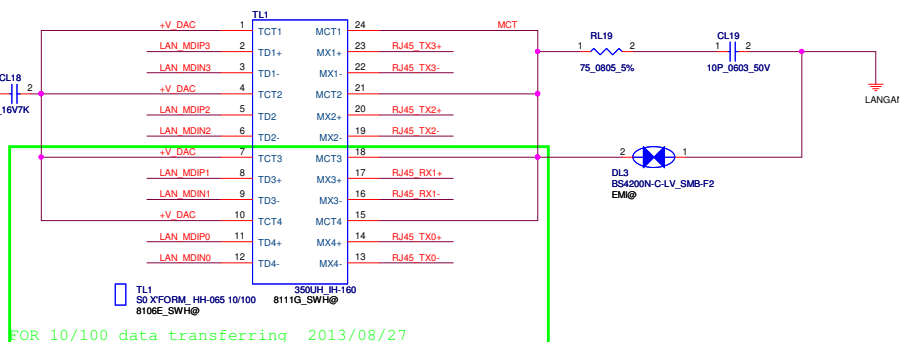 TL1
+V_DAC 1 TCT1 MCT1 24 MCT
LAN_MDIP3 2 TD1+ MX1+ 23 RJ45_TX3+
LAN_MDIN3 3 TD1- MX1- 22 RJ45_TX3-
+V_DAC 4 TCT2 MCT2 21
LAN_MDIP2 5 TD2 MX2+ 20 RJ45_TX2+
LAN_MDIN2 6 TD2- MX2- 19 RJ45_TX2-
+V_DAC 7 TCT3 MCT3 18
LAN_MDIP1 8 TD3+ MX3+ 17 RJ45_RX1+
LAN_MDIN1 9 TD3- MX3- 16 RJ45_RX1-
+V_DAC 10 TCT4 MCT4 15
LAN_MDIP0 11 TD4+ MX4+ 14 RJ45_TX0+
LAN_MDIN0 12 TD4- MX4- 13 RJ45_TX0-
CL18
2
_16V7K
RL19
1 2
75_0805_5%
CL19
1 2
10P_0603_50V
LANGAN
2 1
DL3
BS4200N-C-LV_SMB-F2
EMI@
350UH_IH-160
8111G_SWH@
TL1
S0 X'FORM_ HH-065 10/100
8106E_SWH@
FOR 10/100 data transferring 2013/08/27